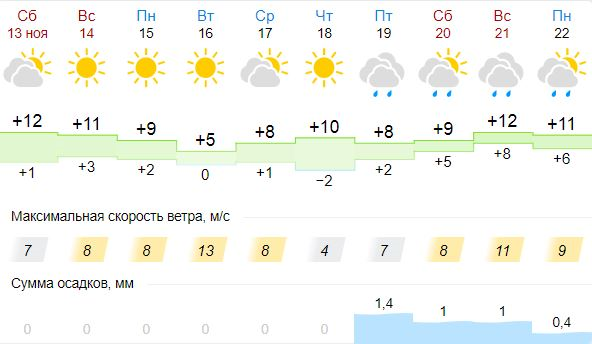 Сб Вс Пн Вт Ср Чт Пт Сб Вс Пн
13 ноя 14 15 16 17 18 19 20 21 22
+12 +11 +9 +5 +8 +10 +8 +9 +12 +11
+1 +3 +2 0 +1 −2 +2 +5 +8 +6
Максимальная скорость ветра, м/с
7 8 8 13 8 4 7 8 11 9
Сумма осадков, мм
0 0 0 0 0 0 1,4 1 1 0,4